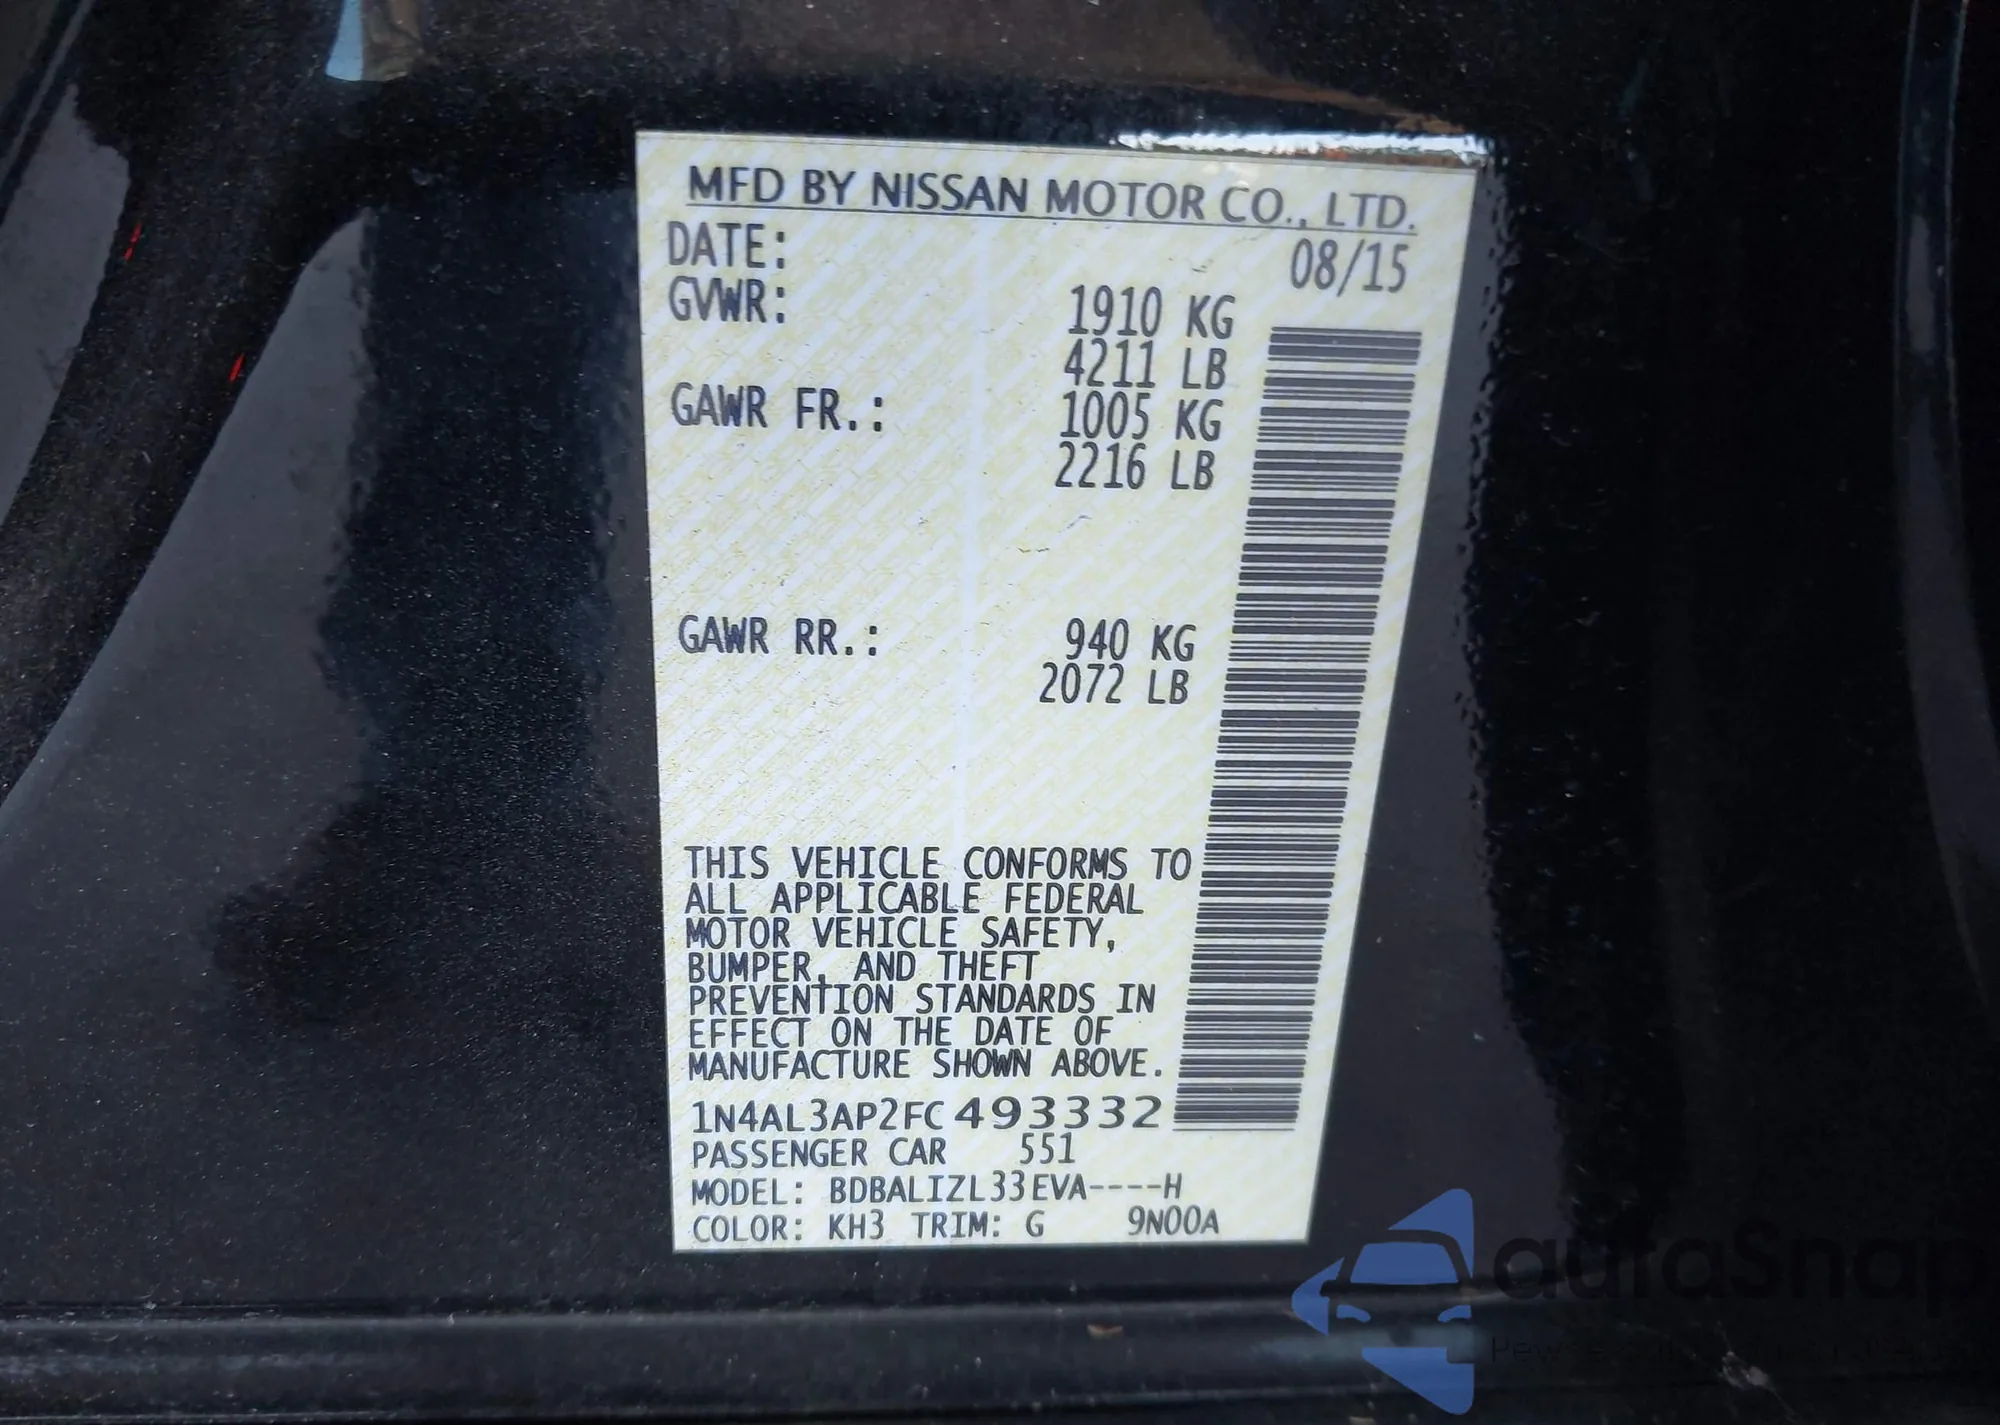 MFD BY NISSAN MOTOR CO., LTD.
DATE: 08/15
GVWR: 1910 KG
4211 LB
GAWR FR.: 1005 KG
2216 LB
GAWR RR.: 940 KG
2072 LB
THIS VEHICLE CONFORMS TO
ALL APPLICABLE FEDERAL
MOTOR VEHICLE SAFETY,
BUMPER, AND THEFT
PREVENTION STANDARDS IN
EFFECT ON THE DATE OF
MANUFACTURE SHOWN ABOVE.
1N4AL3AP2FC493332
PASSENGER CAR 551
MODEL: BDBALIZL33EVA----H
COLOR: KH3 TRIM: G 9N00A
autoSnap